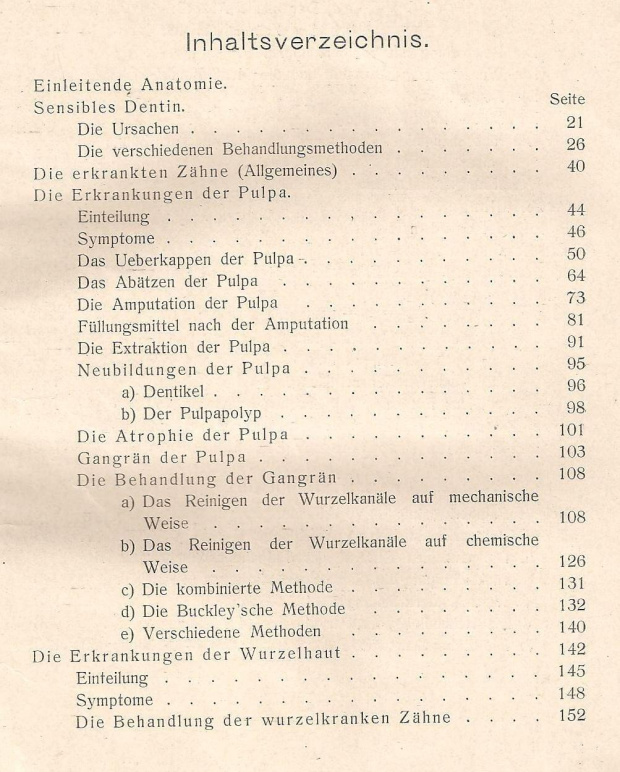 Inhaltsverzeichnis.
Einleitende Anatomie.
Sensibles Dentin. Seite
Die Ursachen . . . . . . . . . . . . . . . . 21
Die verschiedenen Behandlungsmethoden . . . . . . . 26
Die erkrankten Zähne (Allgemeines) . . . . . . . . . 40
Die Erkrankungen der Pulpa.
Einteilung . . . . . . . . . . . . . . . . . 44
Symptome . . . . . . . . . . . . . . . . . 46
Das Ueberkappen der Pulpa . . . . . . . . . . . 50
Das Abätzen der Pulpa . . . . . . . . . . . . 64
Die Amputation der Pulpa . . . . . . . . . . . 73
Füllungsmittel nach der Amputation . . . . . . . . 81
Die Extraktion der Pulpa . . . . . . . . . . . . 91
Neubildungen der Pulpa . . . . . . . . . . . 95
a) Dentikel . . . . . . . . . . . . . . . 96
b) Der Pulpapolyp . . . . . . . . . . . . 98
Die Atrophie der Pulpa . . . . . . . . . . . 101
Gangrän der Pulpa . . . . . . . . . . . . . 103
Die Behandlung der Gangrän . . . . . . . . . 108
a) Das Reinigen der Wurzelkanäle auf mechanische
Weise . . . . . . . . . . . . . . . 108
b) Das Reinigen der Wurzelkanäle auf chemische
Weise . . . . . . . . . . . . . . . 126
c) Die kombinierte Methode . . . . . . . . . 131
d) Die Buckley'sche Methode . . . . . . . . . 132
e) Verschiedene Methoden . . . . . . . . . 140
Die Erkrankungen der Wurzelhaut . . . . . . . . . 142
Einteilung . . . . . . . . . . . . . . . . . 145
Symptome . . . . . . . . . . . . . . . . . 148
Die Behandlung der wurzelkranken Zähne . . . . 152